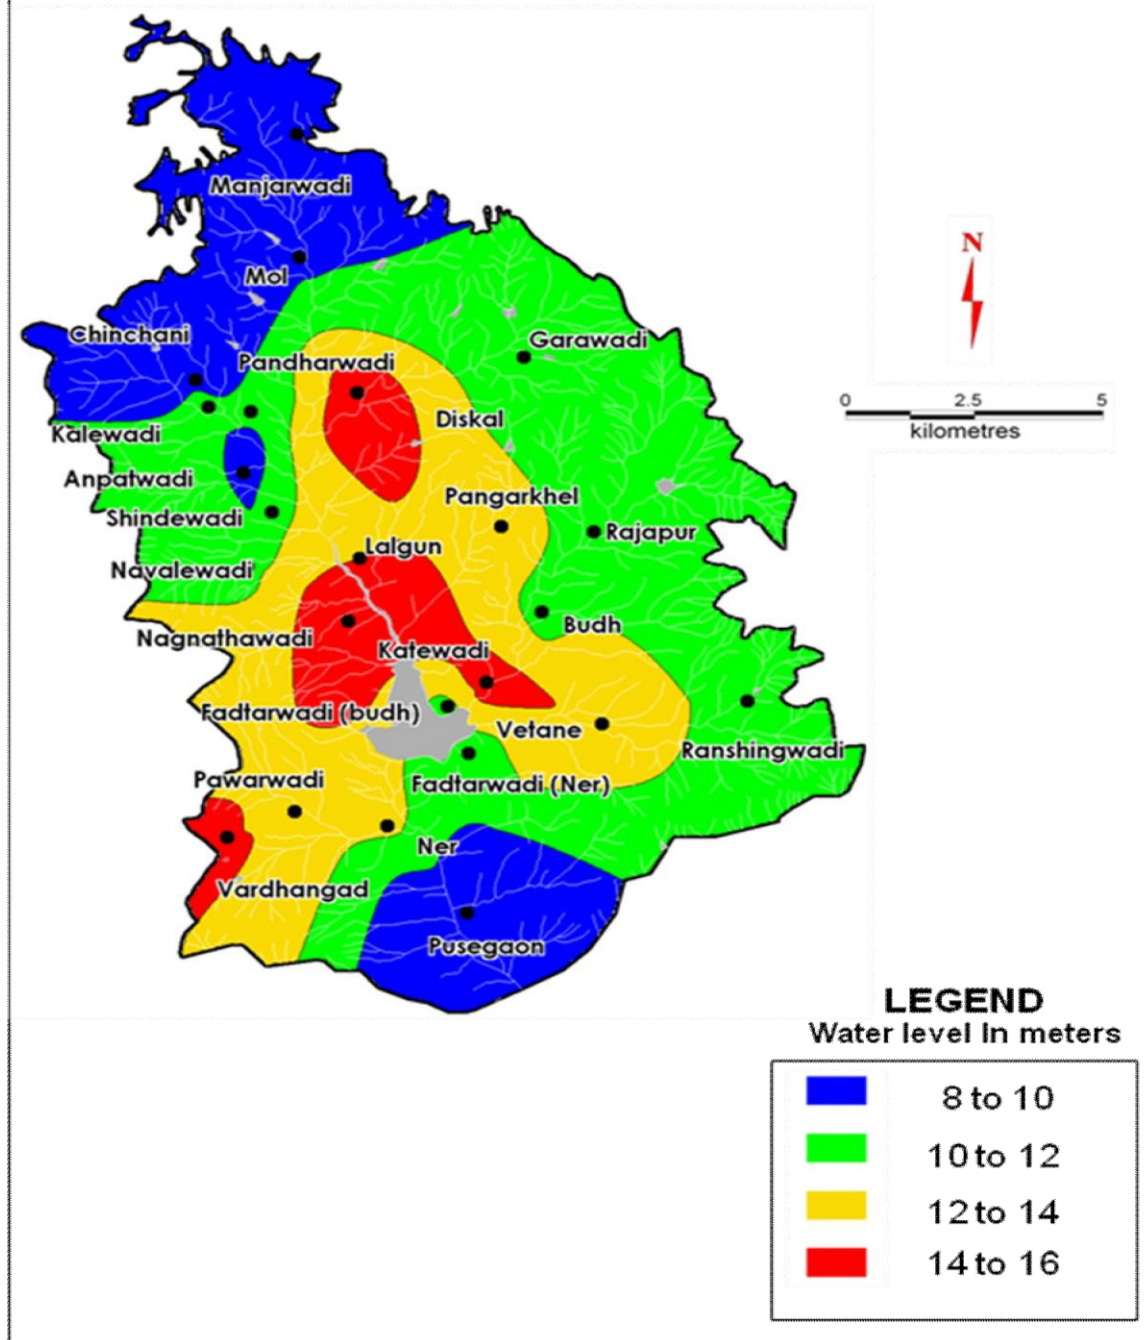 Manjarwadi
N
Mol
Chinchani
Garawadi
Pandharwadi
0 2.5 5
kilometres
Diskal
Kalewadi
Anpatwadi
Pangarkhel
Shindewadi
Rajapur
Lalgun
Navalewadi
Budh
Nagnathawadi
Katewadi
Fadtarwadi (budh)
Vetane
Ranshingwadi
Pawarwadi
Fadtarwadi (Ner)
Ner
Vardhangad
Pusegaon
LEGEND
Water level In meters
8 to 10
10 to 12
12 to 14
14 to 16